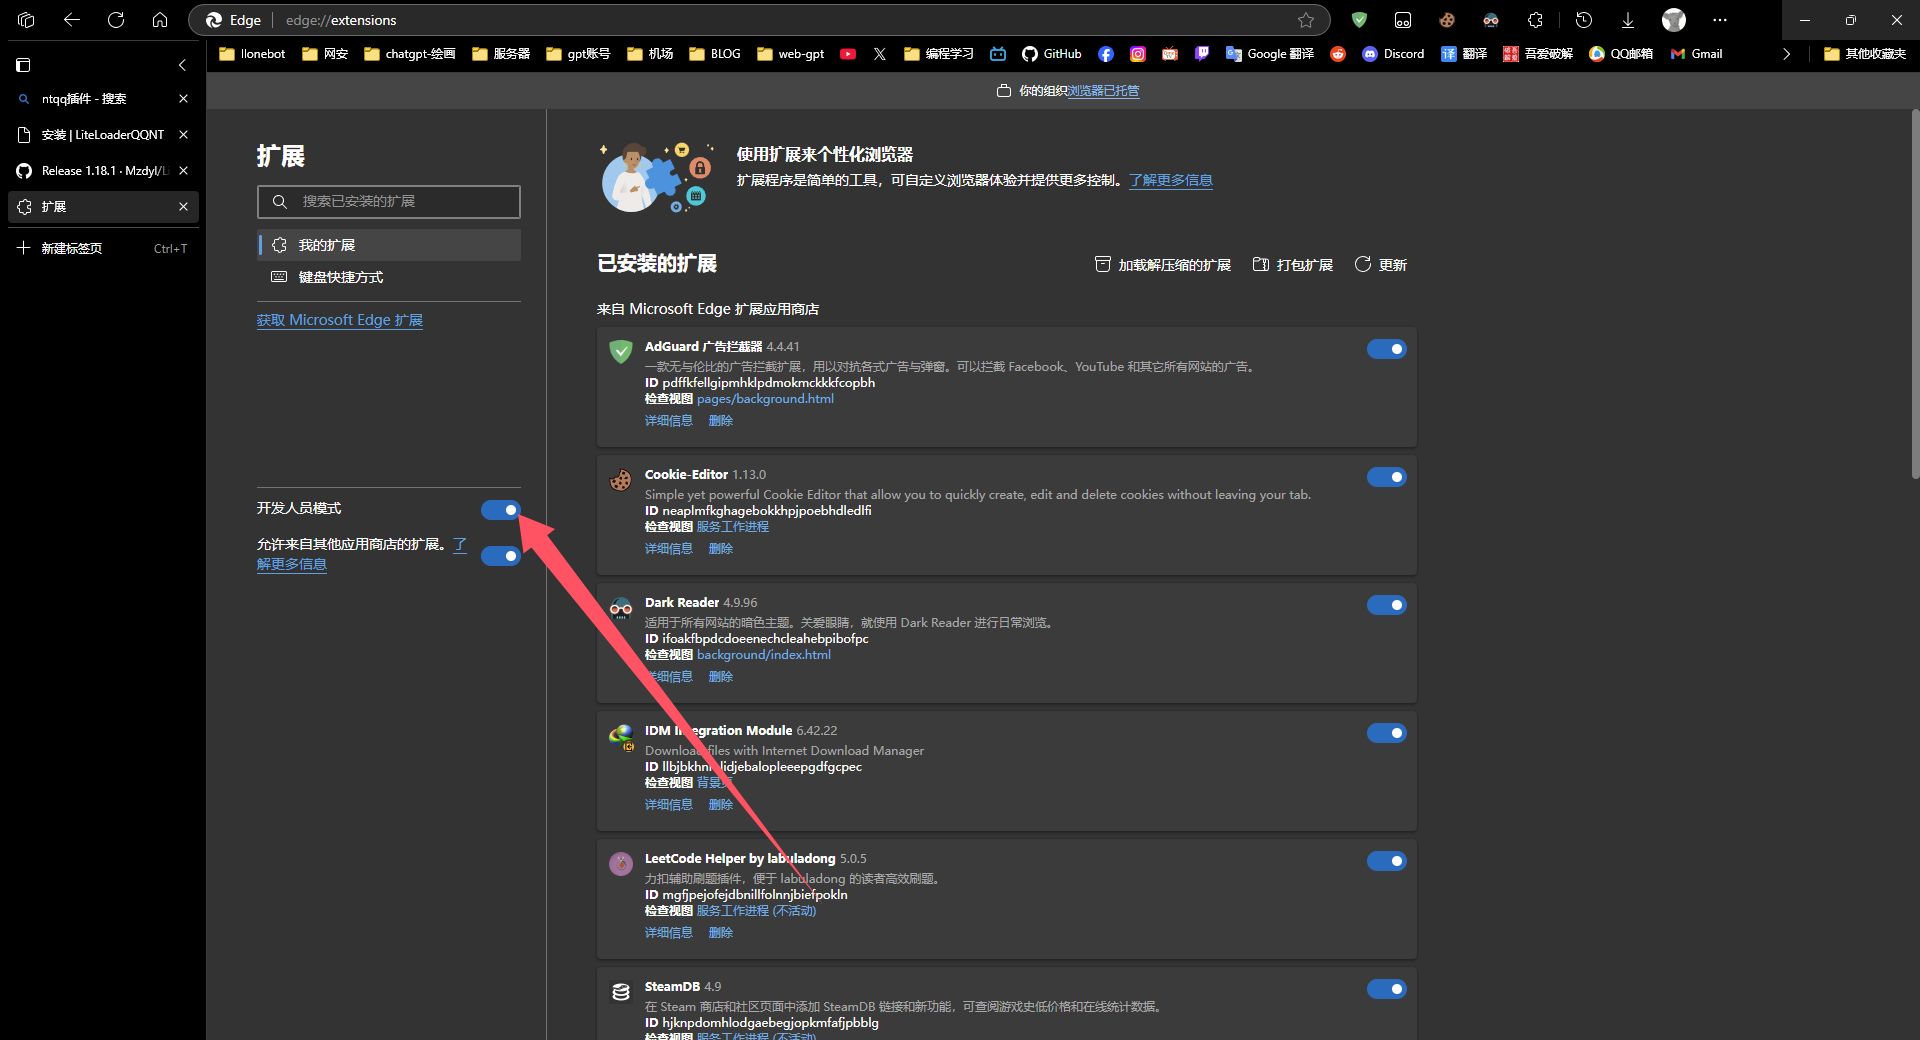 Edge edge://extensions
llonebot 网安 chatgpt-绘画 服务器 gpt账号 机场 BLOG web-gpt 编程学习 GitHub Google 翻译 Discord 翻译 吾爱破解 QQ邮箱 Gmail 其他收藏夹
ntqq插件 - 搜索
安装 | LiteLoaderQQNT
Release 1.18.1 · Mzdyl/Li
扩展
新建标签页 Ctrl+T
你的组织浏览器已托管
扩展
搜索已安装的扩展
我的扩展
键盘快捷方式
获取 Microsoft Edge 扩展
开发人员模式
允许来自其他应用商店的扩展。了
解更多信息
使用扩展来个性化浏览器
扩展程序是简单的工具，可自定义浏览器体验并提供更多控制。了解更多信息
已安装的扩展 加载解压缩的扩展 打包扩展 更新
来自 Microsoft Edge 扩展应用商店
AdGuard 广告拦截器 4.4.41
一款无与伦比的广告拦截扩展，用以对抗各式广告与弹窗。可以拦截 Facebook、YouTube 和其它所有网站的广告。
ID pdffkfellgipmhklpdmokmckkkfcopbh
检查视图 pages/background.html
详细信息 删除
Cookie-Editor 1.13.0
Simple yet powerful Cookie Editor that allow you to quickly create, edit and delete cookies without leaving your tab.
ID neaplmfkghagebokkhpjpoebhdledlfi
检查视图 服务工作进程
详细信息 删除
Dark Reader 4.9.96
适用于所有网站的暗色主题。关爱眼睛，就使用 Dark Reader 进行日常浏览。
ID ifoakfbpdcdoeenechcleahebpibofpc
检查视图 background/index.html
详细信息 删除
IDM Integration Module 6.42.22
Download files with Internet Download Manager
检查视图 背景页
详细信息 删除
LeetCode Helper by labuladong 5.0.5
力扣辅助刷题插件，便于 labuladong 的读者高效刷题。
ID mgfjpejofejdbnillfolnnjbiefpokln
检查视图 服务工作进程 (不活动)
详细信息 删除
SteamDB 4.9
在 Steam 商店和社区页面中添加 SteamDB 链接和新功能，可查阅游戏史低价格和在线统计数据。
ID hjknpdomhlodgaebegjopkmfafjpbblg
检查视图 服务工作进程 (不活动)